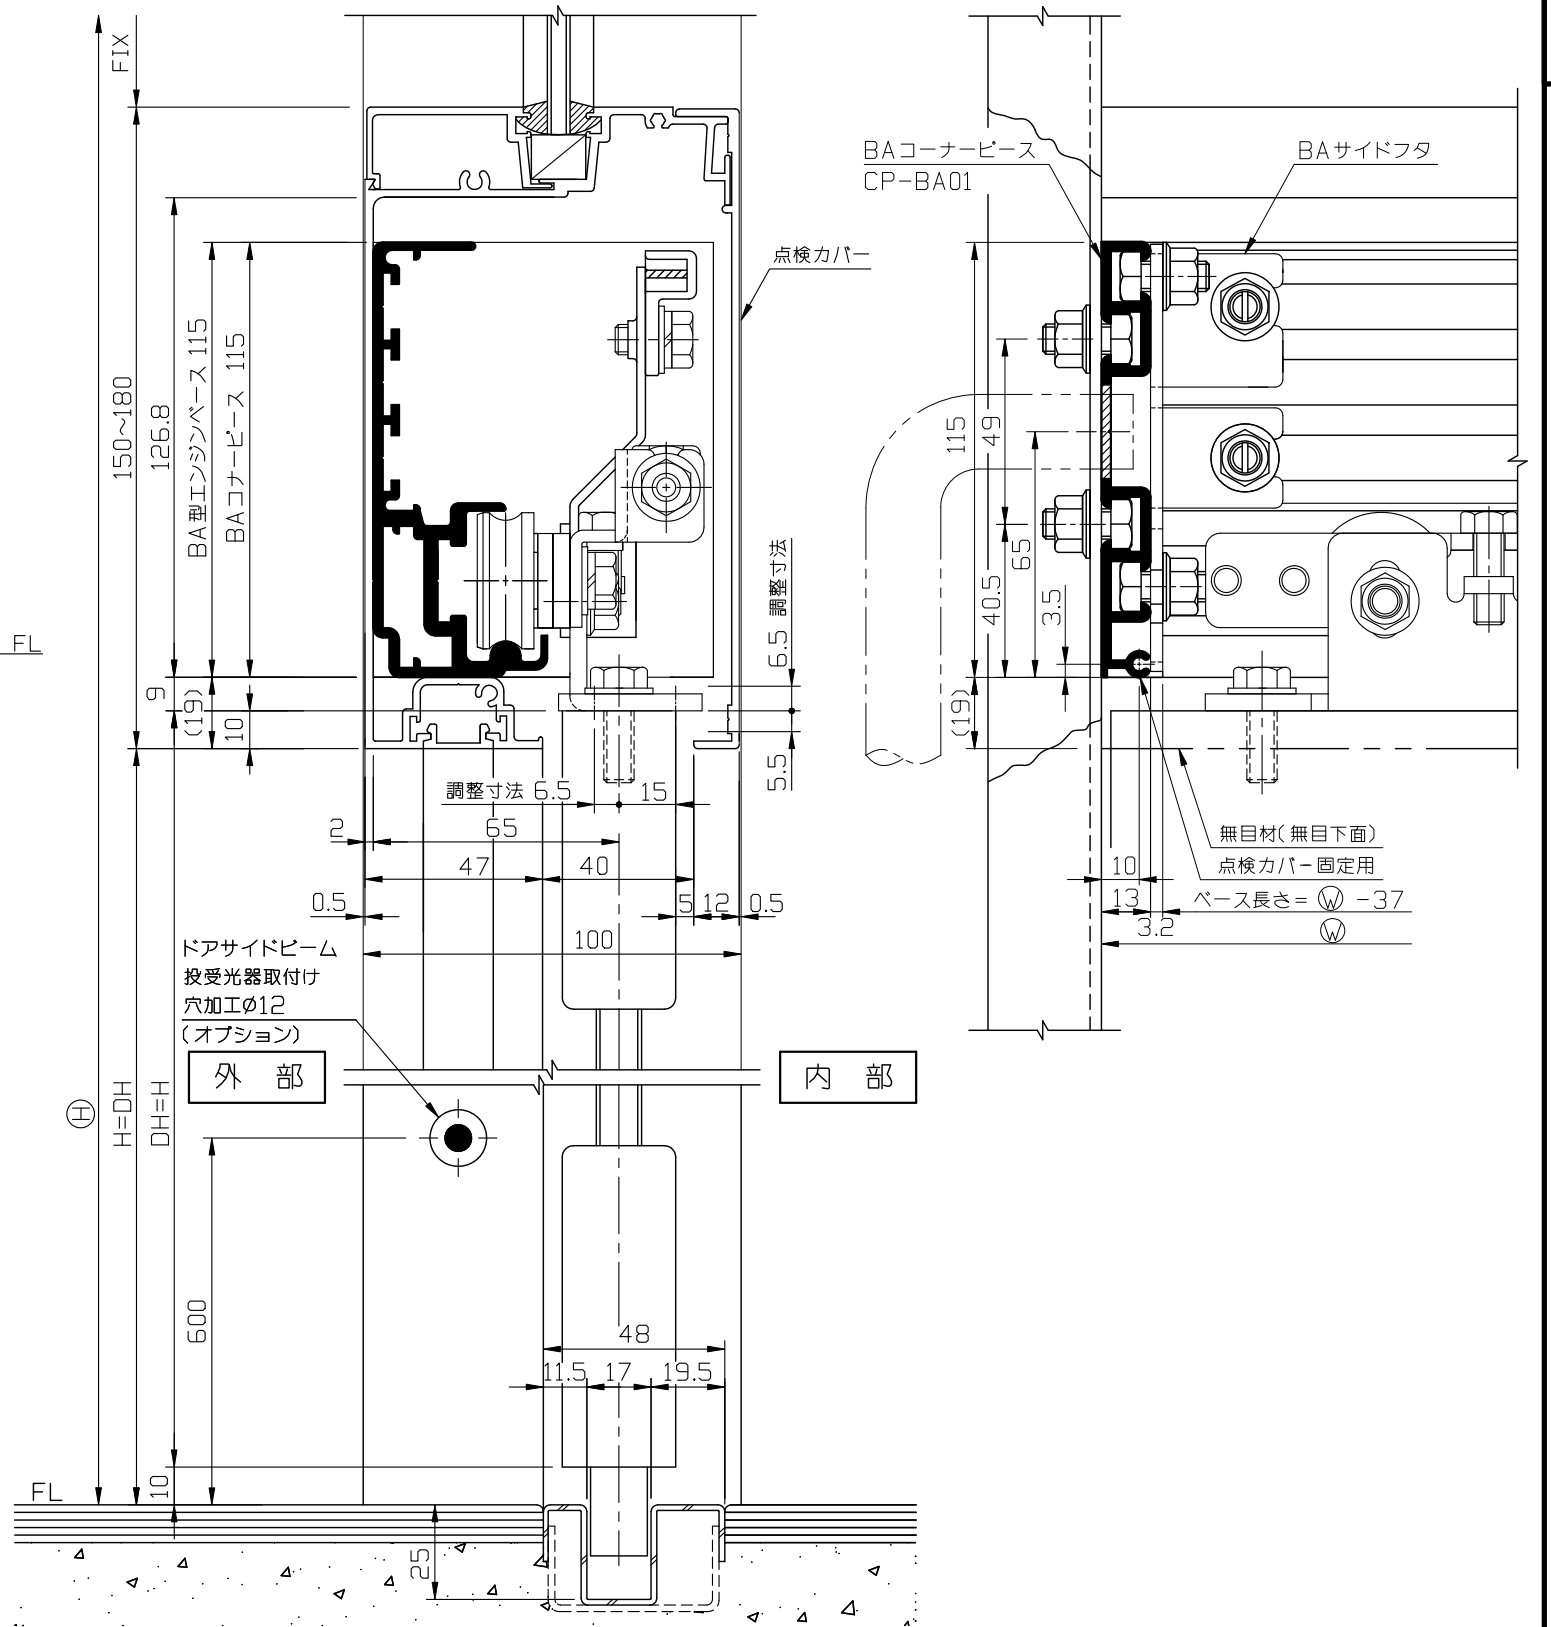 FIX
BAコーナーピース
CP-BA01
BAサイドフタ
点検カバー
150~180
126.8
BA型エンジンベース 115
BAコナーピース 115
115
49
65
40.5
3.5
(19)
6.5 調整寸法
5.5
FL
9
(19)
10
調整寸法 6.5
15
2
65
47
40
0.5
5
12
0.5
100
無目材(無目下面)
点検カバー固定用
10
13
ベース長さ= Ⓦ -37
3.2
Ⓦ
ドアサイドビーム
投受光器取付け
穴加工Ø12
(オプション)
外 部
内 部
Ⓗ
H=DH
DH=H
600
48
11.5
17
19.5
10
FL
25